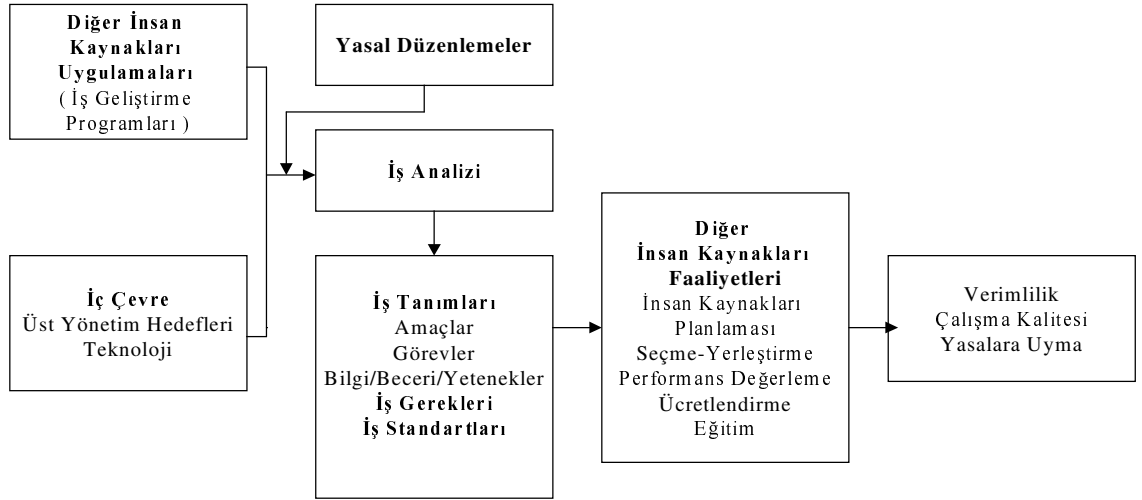 Diğer İnsan
Kaynakları
Uygulamaları
( İş Geliştirme
Programları )
Yasal Düzenlemeler
İş Analizi
İç Çevre
Üst Yönetim Hedefleri
Teknoloji
İş Tanımları
Amaçlar
Görevler
Bilgi/Beceri/Yetenekler
İş Gerekleri
İş Standartları
Diğer
İnsan Kaynakları
Faaliyetleri
İnsan Kaynakları
Planlaması
Seçme-Yerleştirme
Performans Değerleme
Ücretlendirme
Eğitim
Verimlilik
Çalışma Kalitesi
Yasalara Uyma